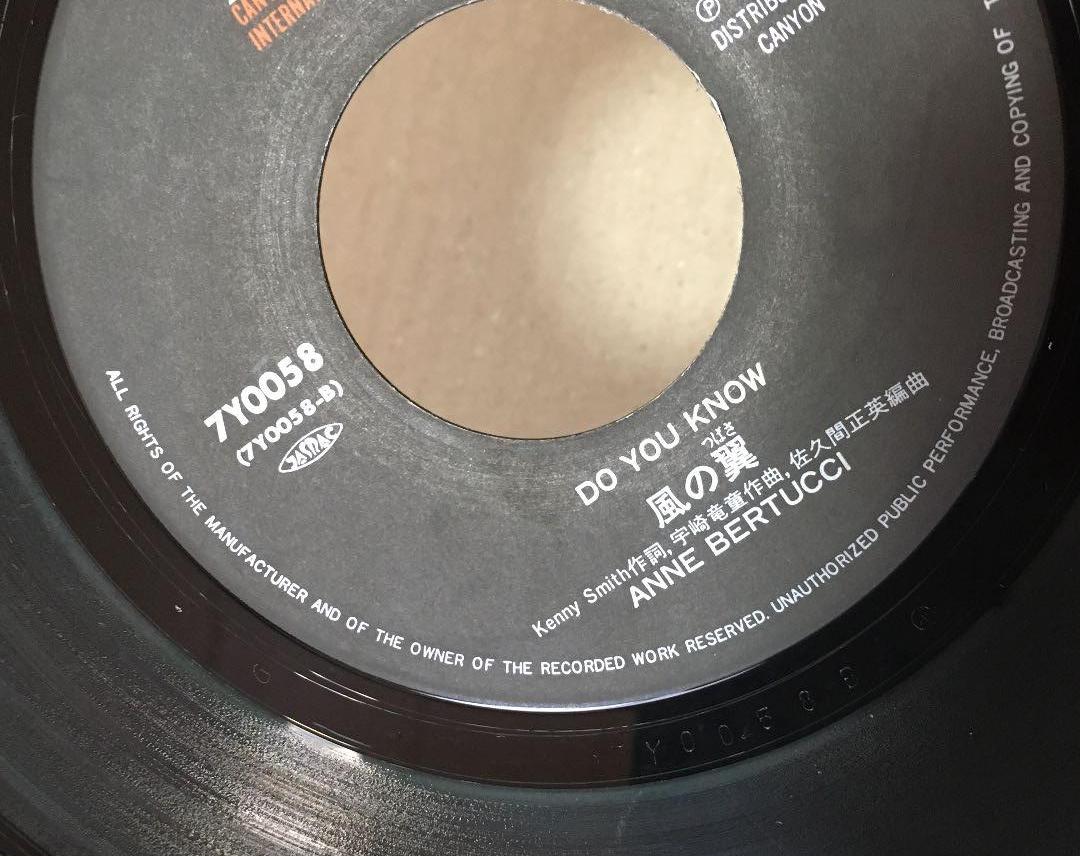 INTERNA
DISTRIB
CANYON
7Y0058
(7Y0058-B)
JASRAC
DO YOU KNOW
つばさ
風の翼
Kenny Smith作詞, 宇崎竜童作曲, 佐久間正英編曲
ANNE BERTUCCI
ALL RIGHTS OF THE MANUFACTURER AND OF THE OWNER OF THE RECORDED WORK RESERVED. UNAUTHORIZED PUBLIC PERFORMANCE, BROADCASTING AND COPYING OF T
Y0058B